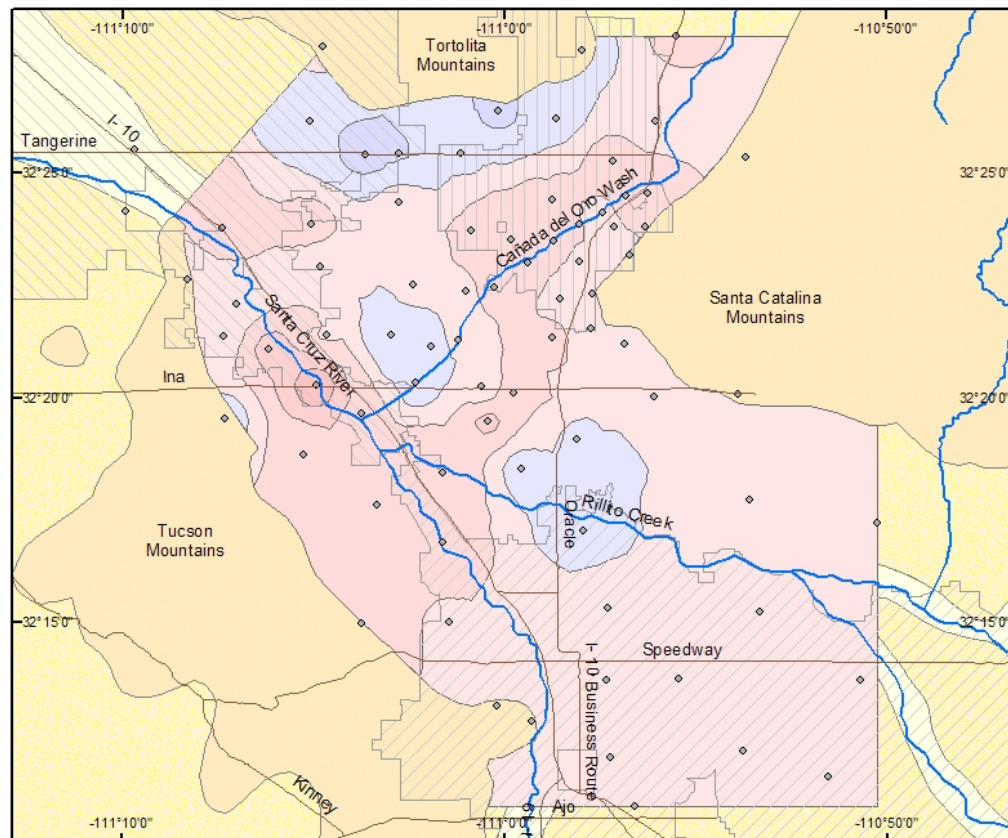 -111°10'0"
-111°0'0"
-110°50'0"
Tortolita
Mountains
I- 10
Tangerine
32°25'0"
32°25'0"
Cañada del Oro Wash
Santa Catalina
Mountains
Santa Cruz River
Ina
32°20'0"
32°20'0"
Oracle
Rillito Creek
Tucson
Mountains
32°15'0"
32°15'0"
Speedway
I- 10 Business Route
Kinney
Ajo
-111°10'0"
-111°0'0"
-110°50'0"